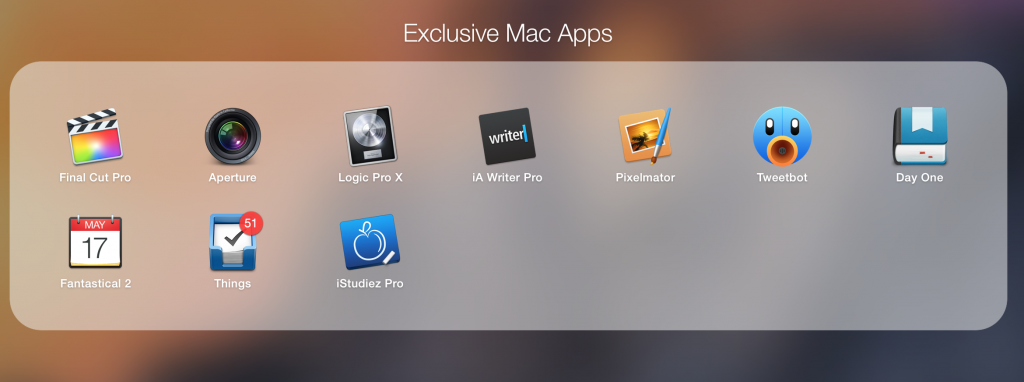 Exclusive Mac Apps
writer
Final Cut Pro Aperture Logic Pro X iA Writer Pro Pixelmator Tweetbot Day One
MAY 51
17
Fantastical 2 Things iStudiez Pro